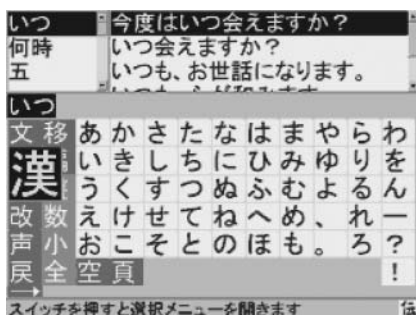 いつ 今度はいつ会えますか？
何時 いつ会えますか？
五 いつも、お世話になります。
いつ
文 移 あ か さ た な は ま や ら わ
漢 い き し ち に ひ み ゆ り を
う く す つ ぬ ふ む よ る ん
改 数 え け せ て ね へ め 、 れ ー
声 小 お こ そ と の ほ も 。 ろ ？
戻 全 空 頁 ！
スイッチを押すと選択メニューを開きます